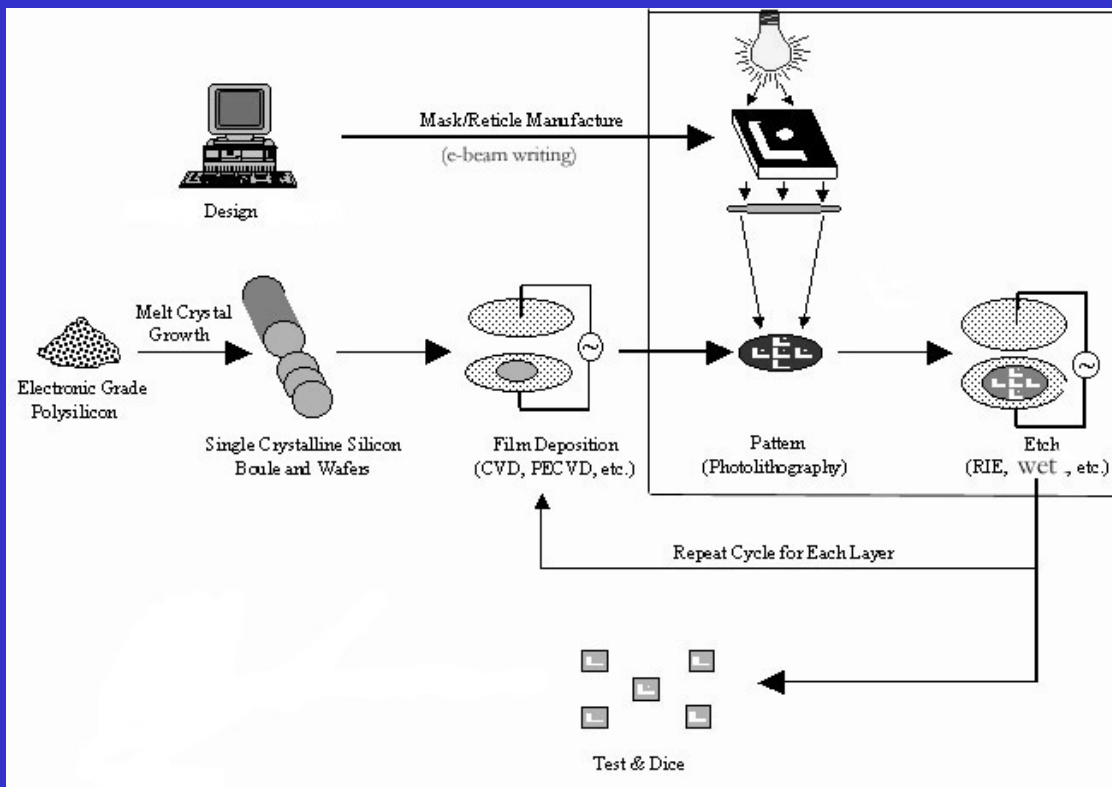 Mask/Reticle Manufacture
(e-beam writing)
Design
Melt Crystal
Growth
Electronic Grade
Polysilicon
Single Crystalline Silicon
Boule and Wafers
Film Deposition
(CVD, PECVD, etc.)
Pattern
(Photolithography)
Etch
(RIE, wet ., etc.)
Repeat Cycle for Each Layer
Test & Dice